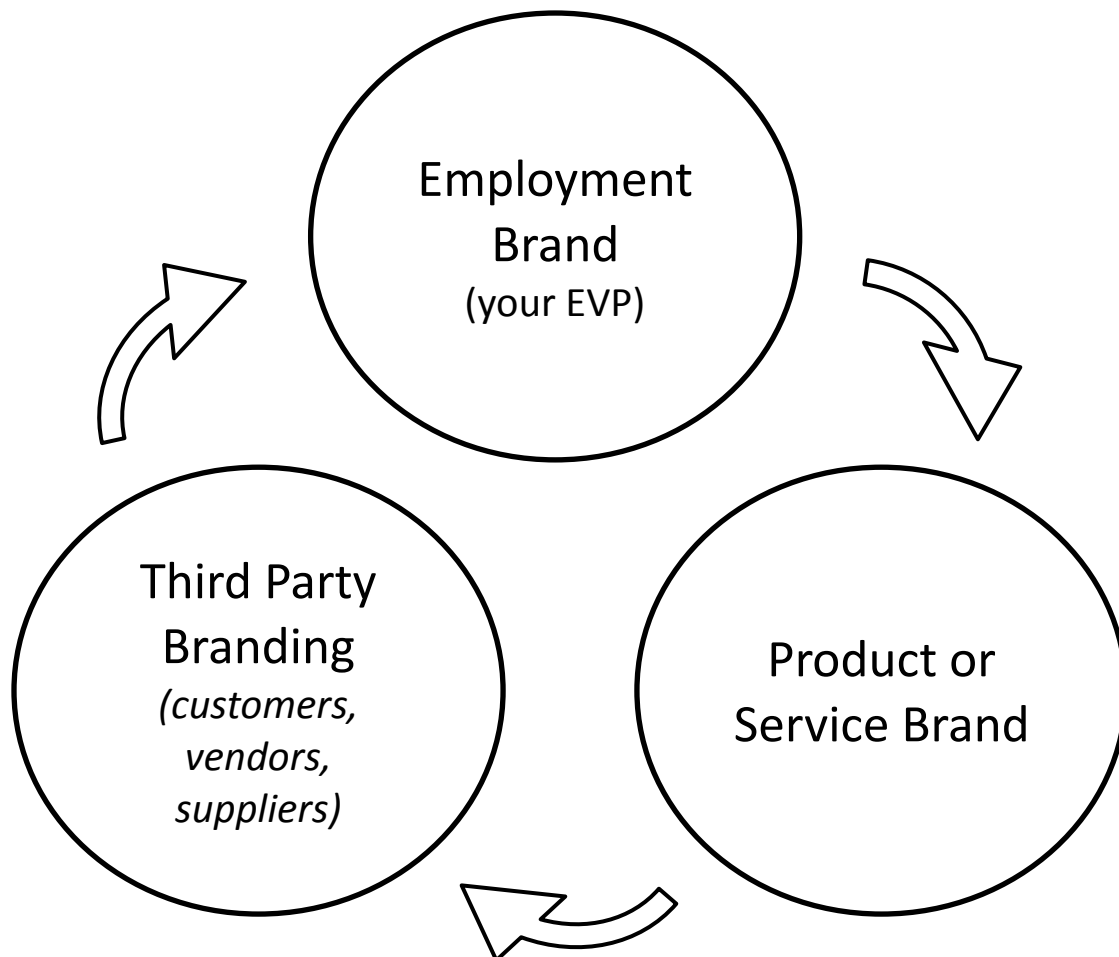 Employment
Brand
(your EVP)
Third Party
Branding
(customers,
vendors,
suppliers)
Product or
Service Brand